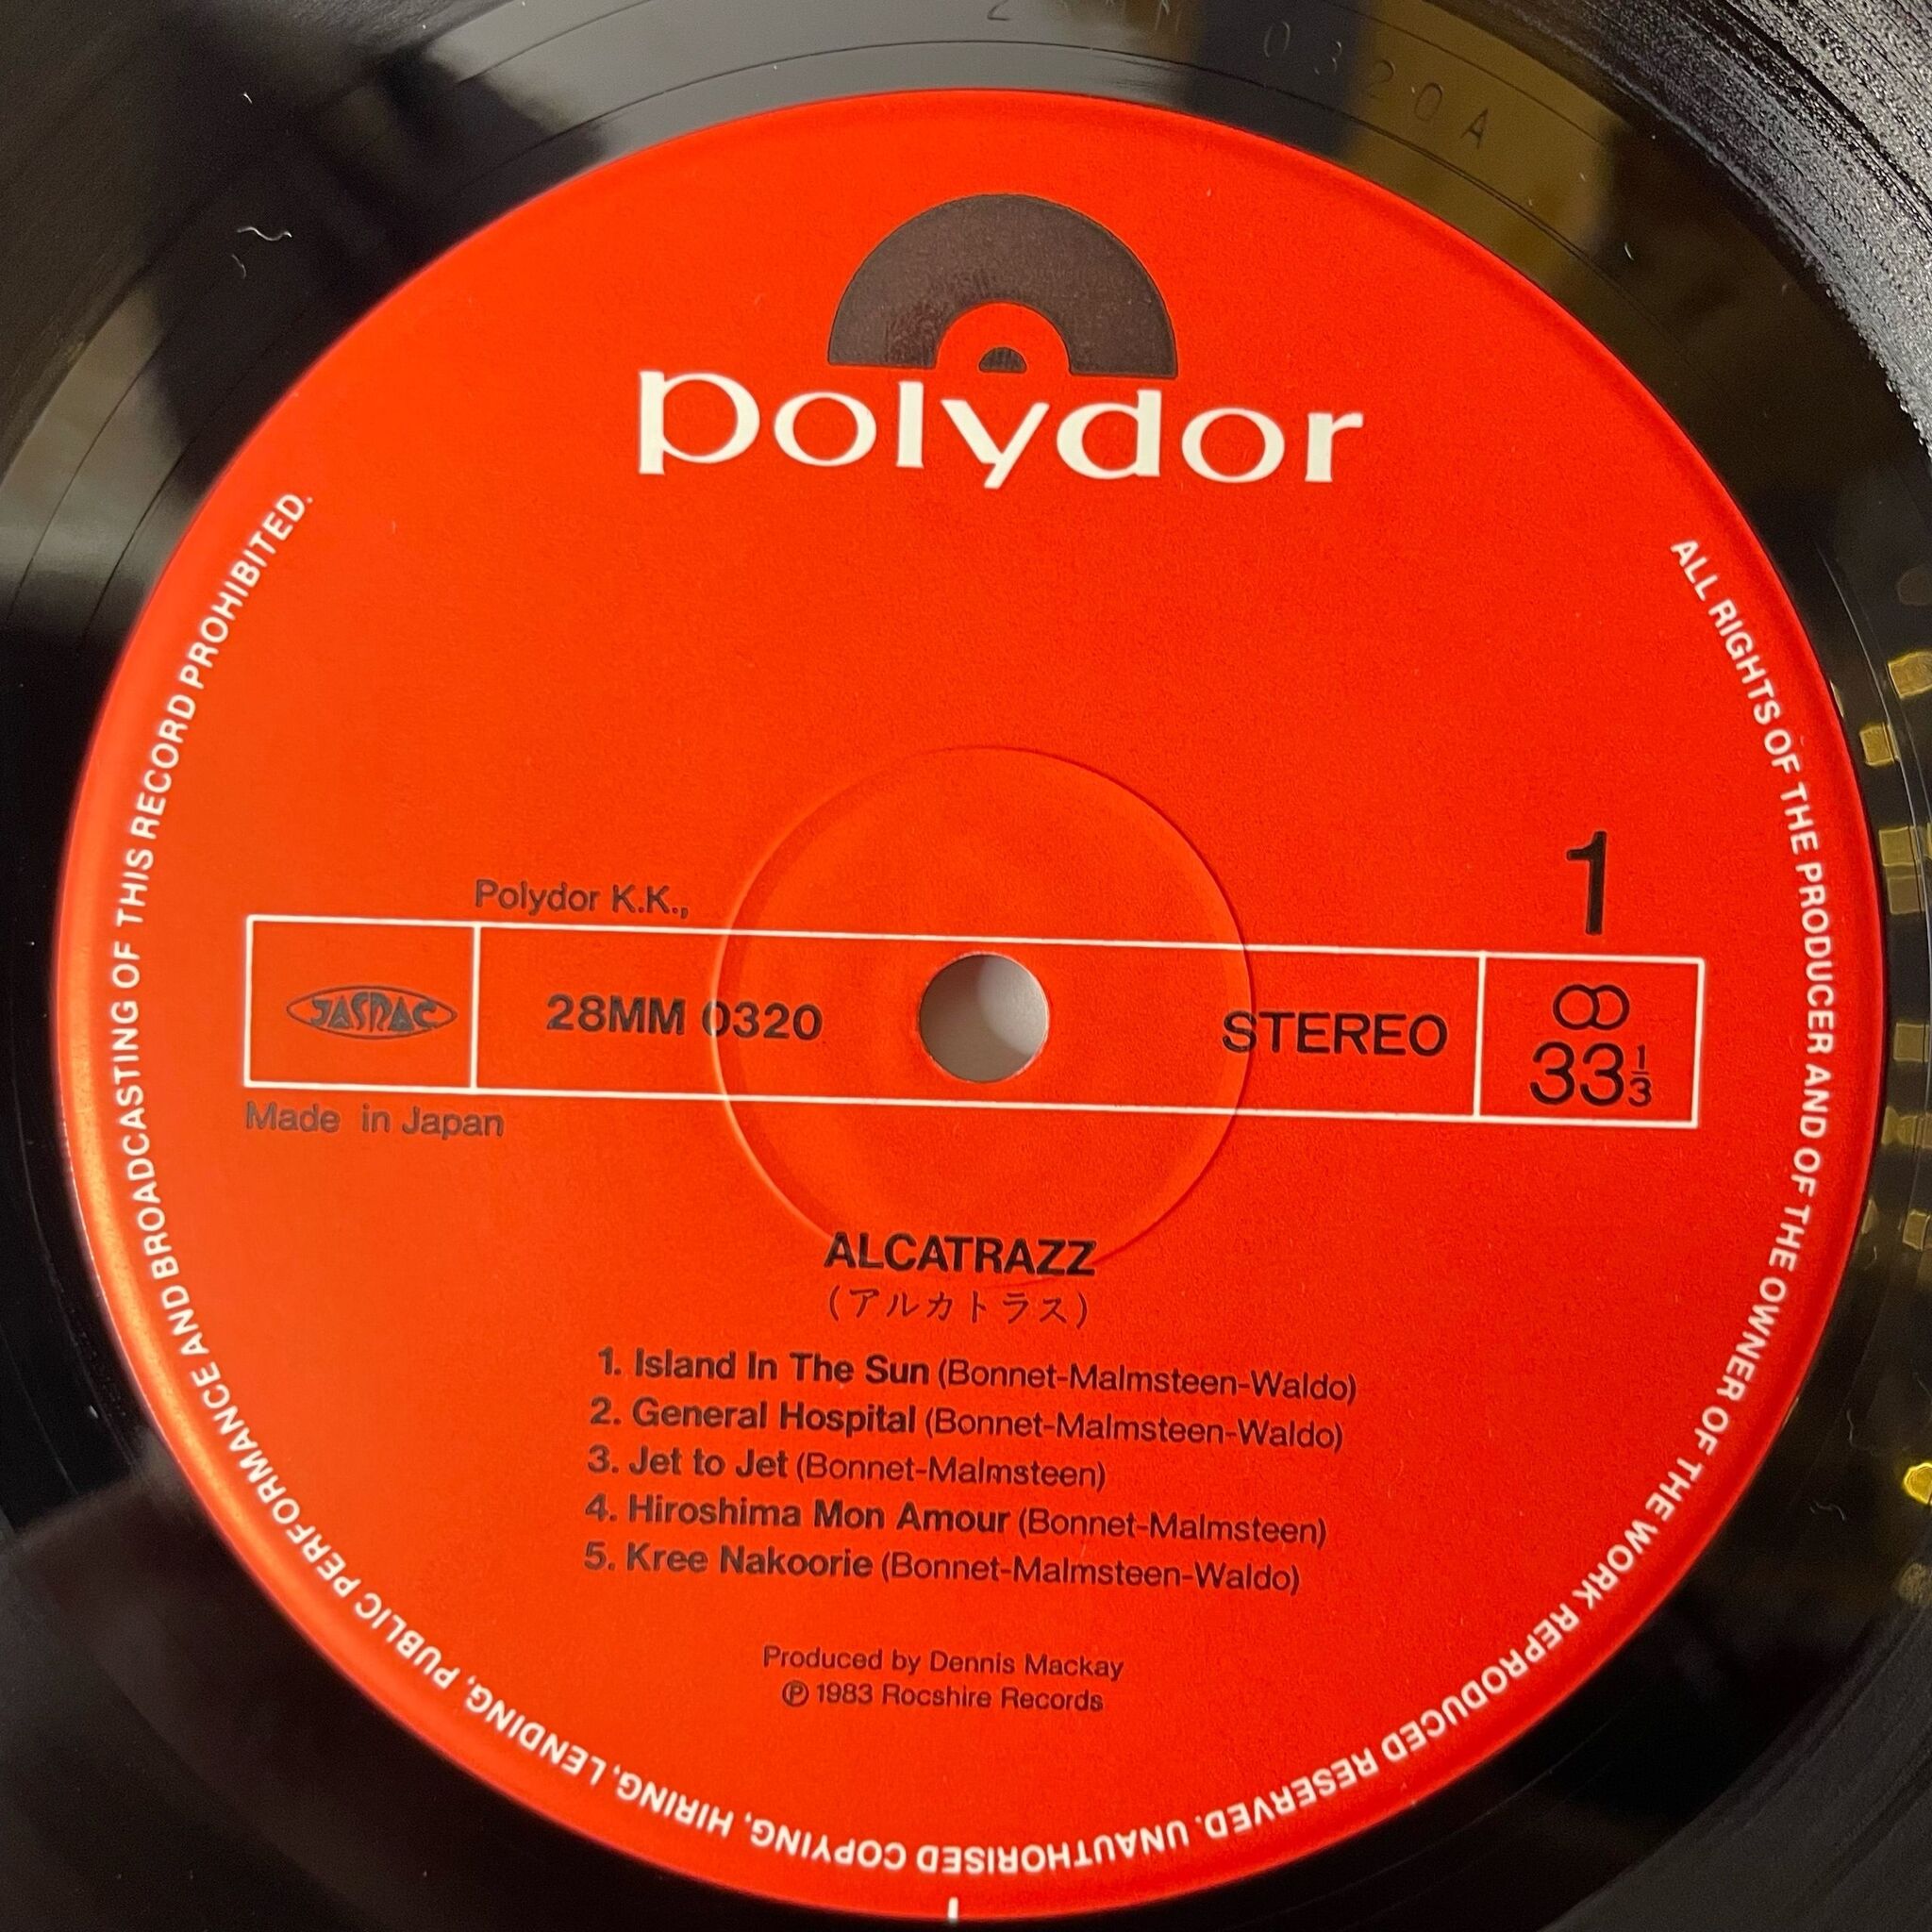 0320A
polydor
ALL RIGHTS OF THE PRODUCER AND OF THE OWNER OF THE WORK REPRODUCED RESERVED. UNAUTHORISED COPYING, HIRING, LENDING, PUBLIC PERFORMANCE AND BROADCASTING OF THIS RECORD PROHIBITED.
1
Polydor K.K.,
JASRAC
28MM 0320
STEREO
33 1/3
Made in Japan
ALCATRAZZ
(アルカトラス)
1. Island In The Sun (Bonnet-Malmsteen-Waldo)
2. General Hospital (Bonnet-Malmsteen-Waldo)
3. Jet to Jet (Bonnet-Malmsteen)
4. Hiroshima Mon Amour (Bonnet-Malmsteen)
5. Kree Nakoorie (Bonnet-Malmsteen-Waldo)
Produced by Dennis Mackay
℗ 1983 Rocshire Records